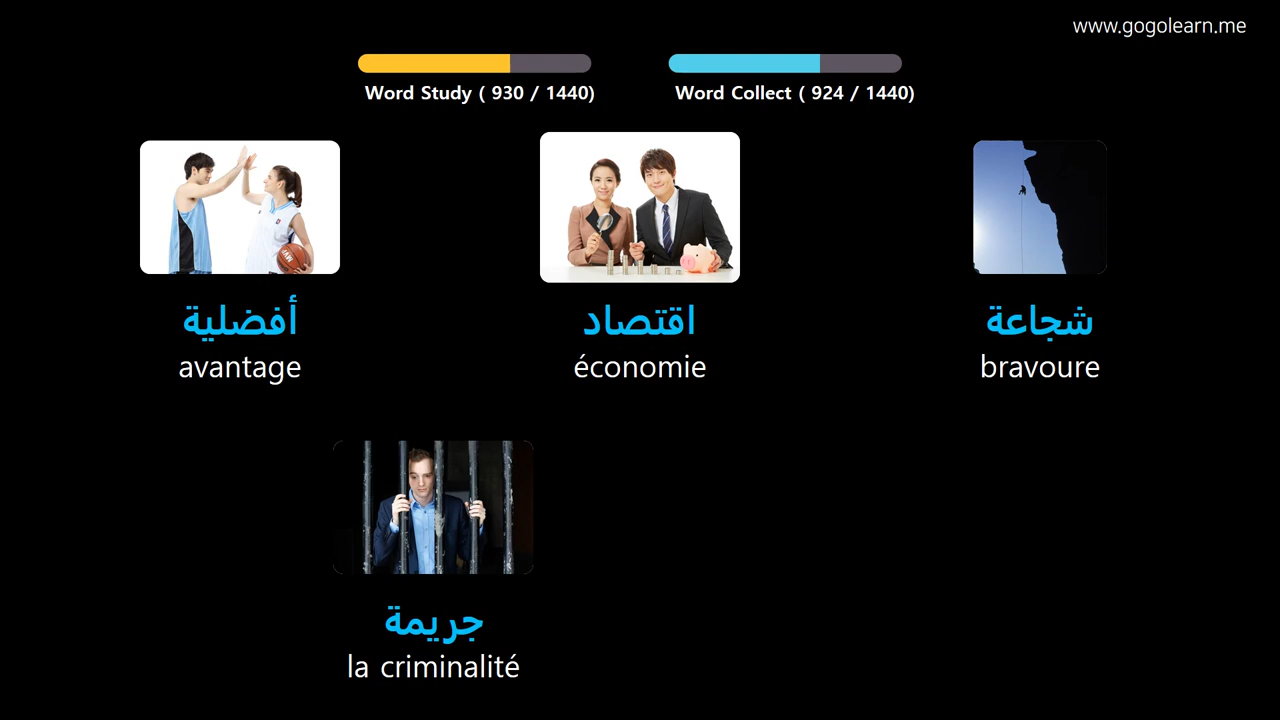 www.gogolearn.me
Word Study ( 930 / 1440)
Word Collect ( 924 / 1440)
أفضلية
avantage
اقتصاد
économie
شجاعة
bravoure
جريمة
la criminalité